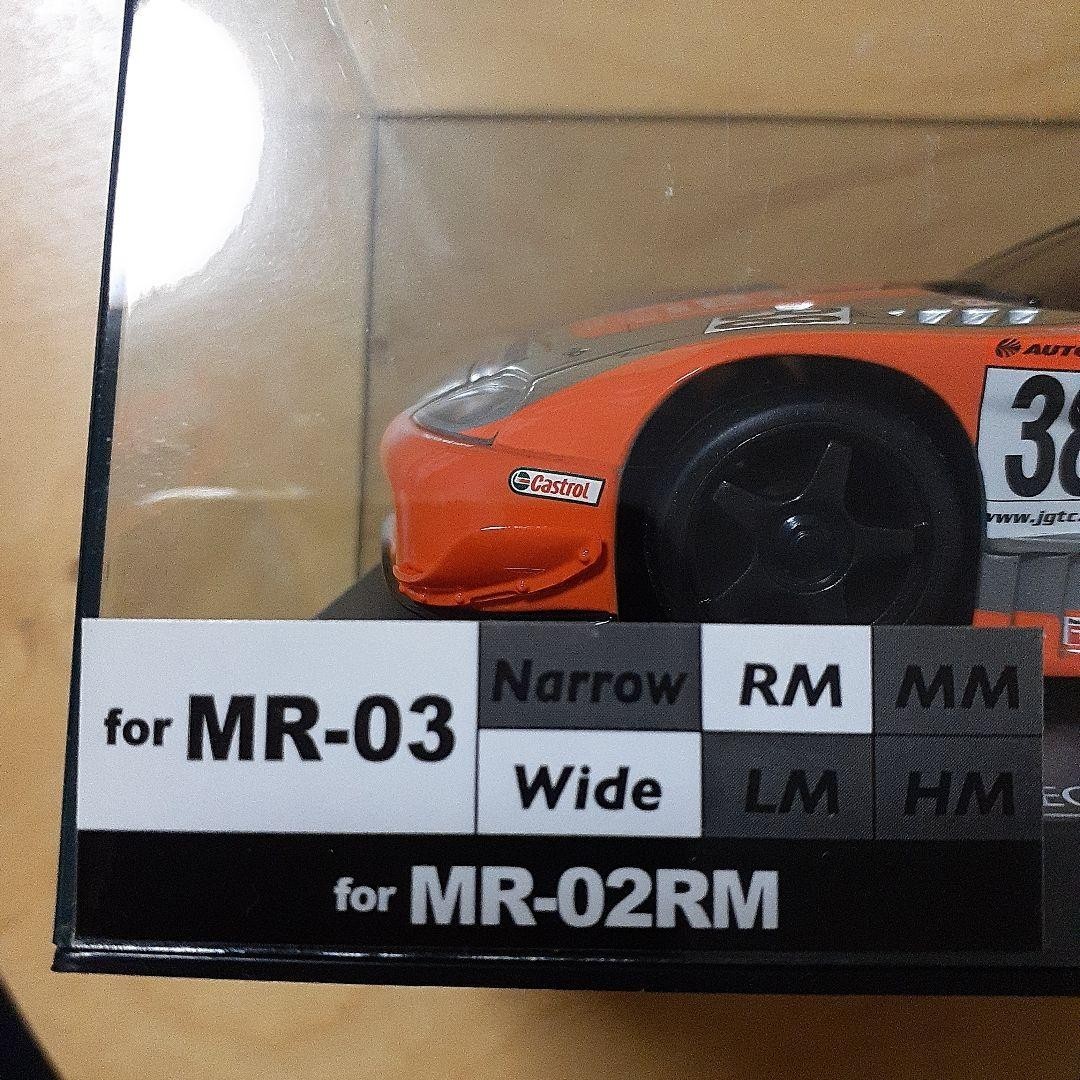 AUTO
Castrol
38
www.jgtc
for MR-03
Narrow RM MM
Wide LM HM
for MR-02RM